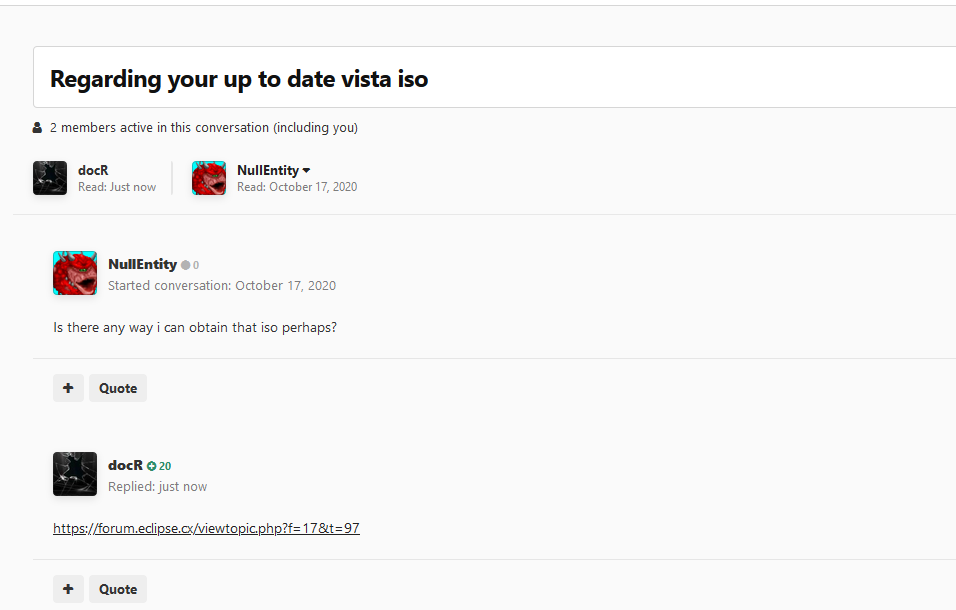 Regarding your up to date vista iso
2 members active in this conversation (including you)
docR
Read: Just now
NullEntity
Read: October 17, 2020
NullEntity 0
Started conversation: October 17, 2020
Is there any way i can obtain that iso perhaps?
+ Quote
docR 20
Replied: just now
https://forum.eclipse.cx/viewtopic.php?f=17&t=97
+ Quote